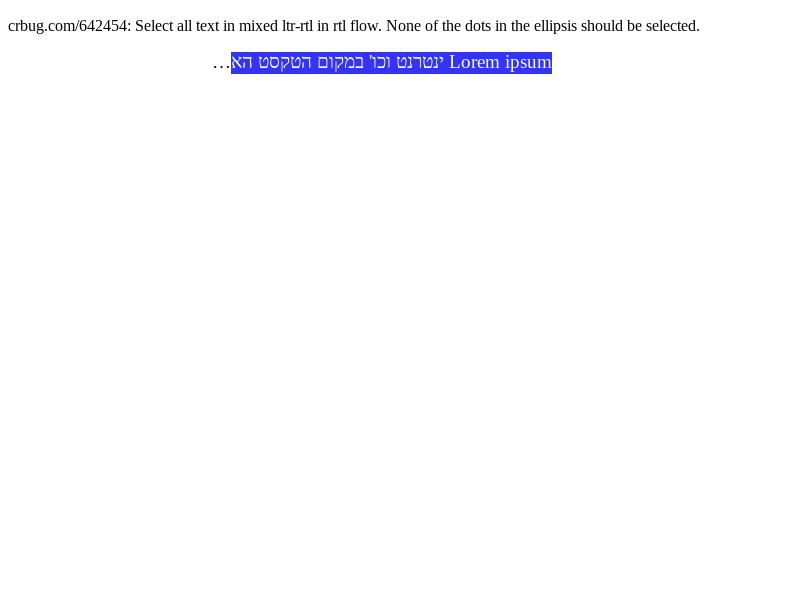 crbug.com/642454: Select all text in mixed ltr-rtl in rtl flow. None of the dots in the ellipsis should be selected.
Lorem ipsum ינטרנט וכו' במקום הטקסט הא…